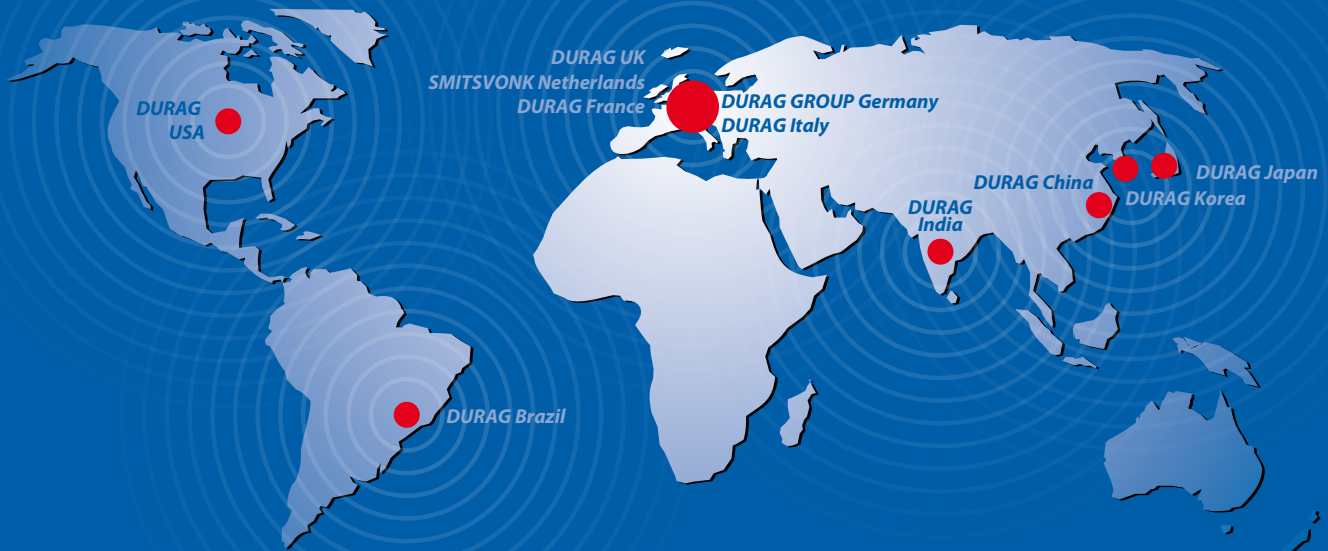 DURAG UK
SMITSVONK Netherlands
DURAG France
DURAG GROUP Germany
DURAG Italy
DURAG
USA
DURAG Japan
DURAG China
DURAG Korea
DURAG
India
DURAG Brazil